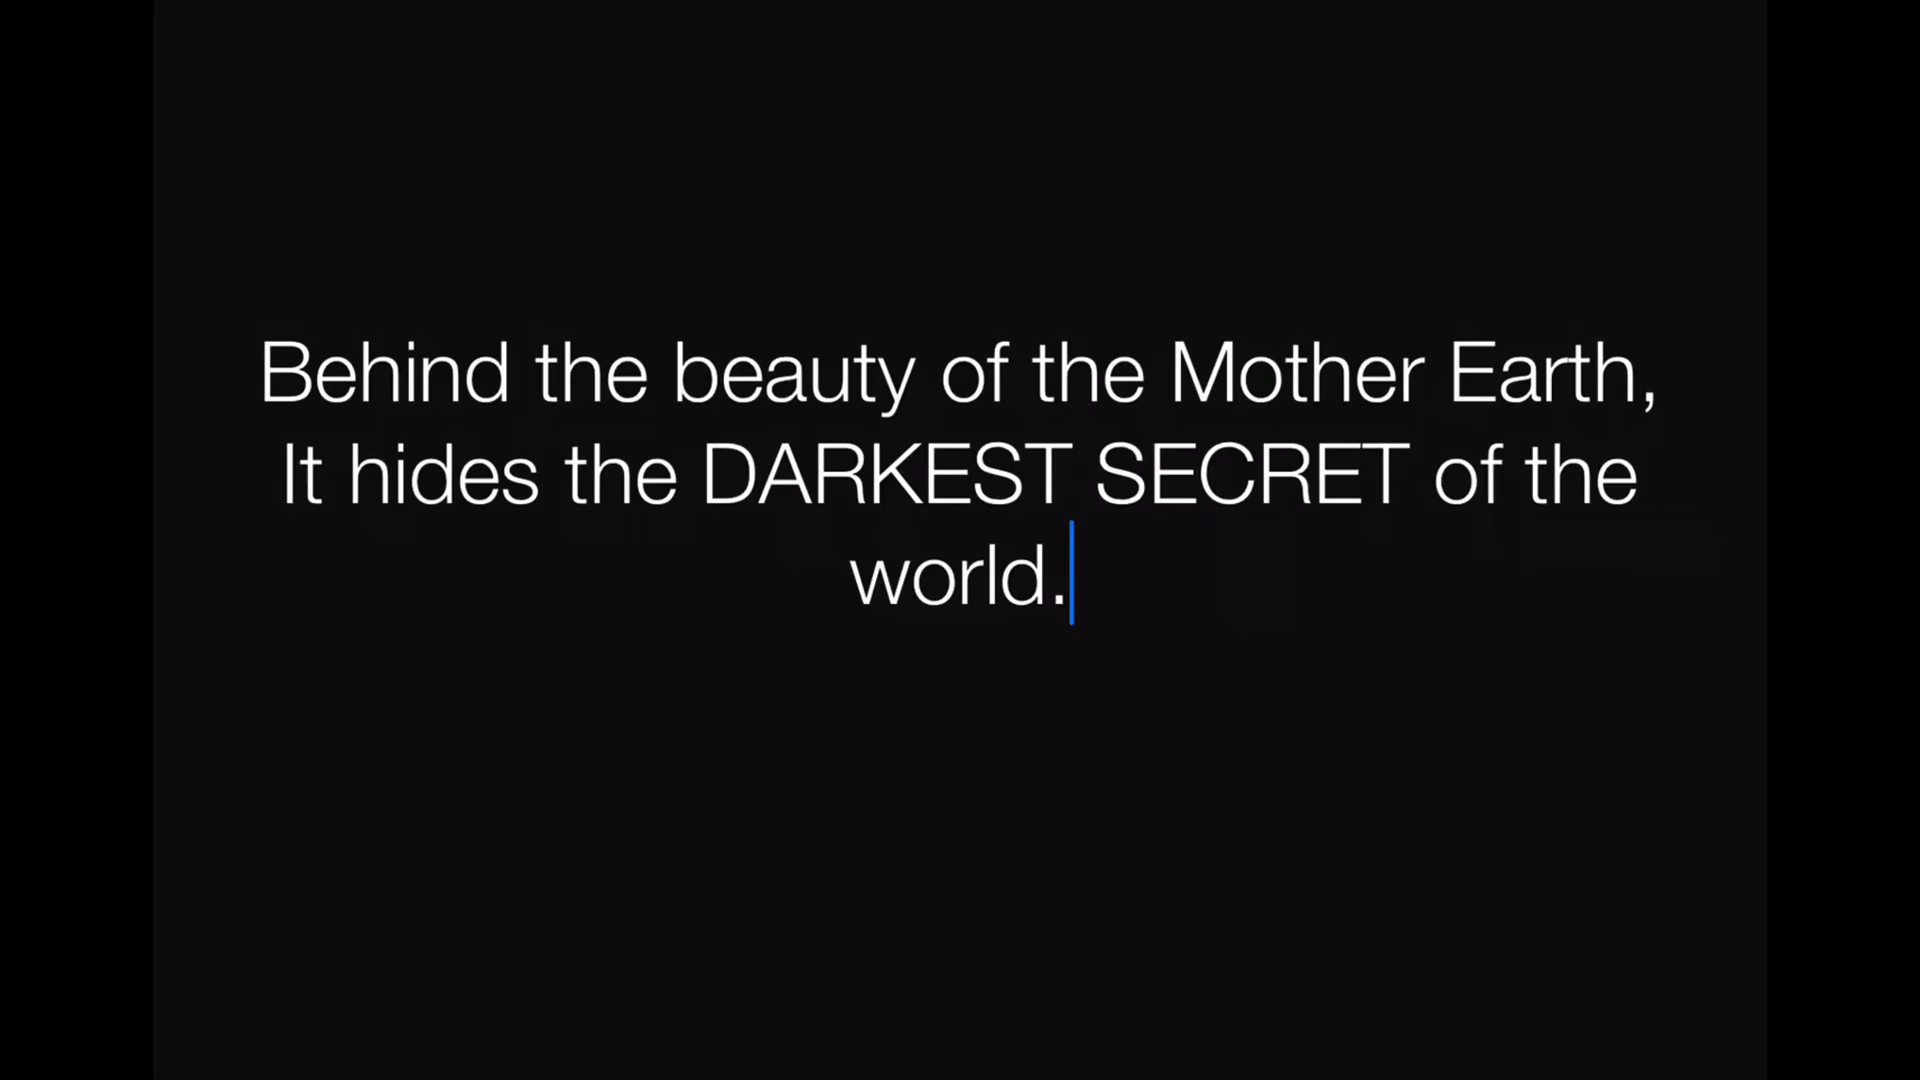 Behind the beauty of the Mother Earth,
It hides the DARKEST SECRET of the
world.